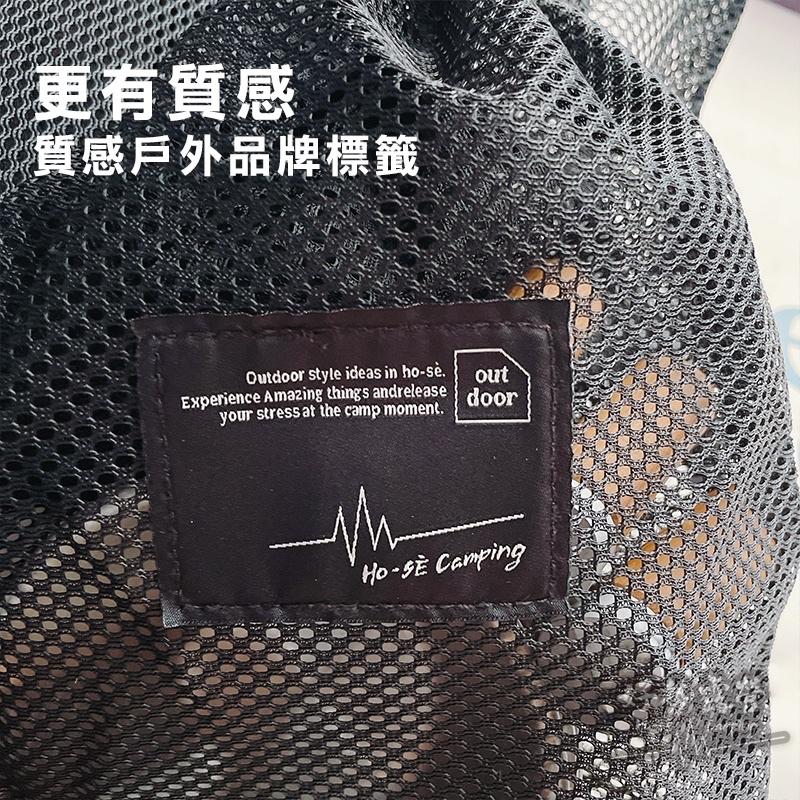 更有質感
質感戶外品牌標籤
Outdoor style ideas in ho-sè.
Experience Amazing things andrelease
your stress at the camp moment.
out
door
Ho-sÈ Camping